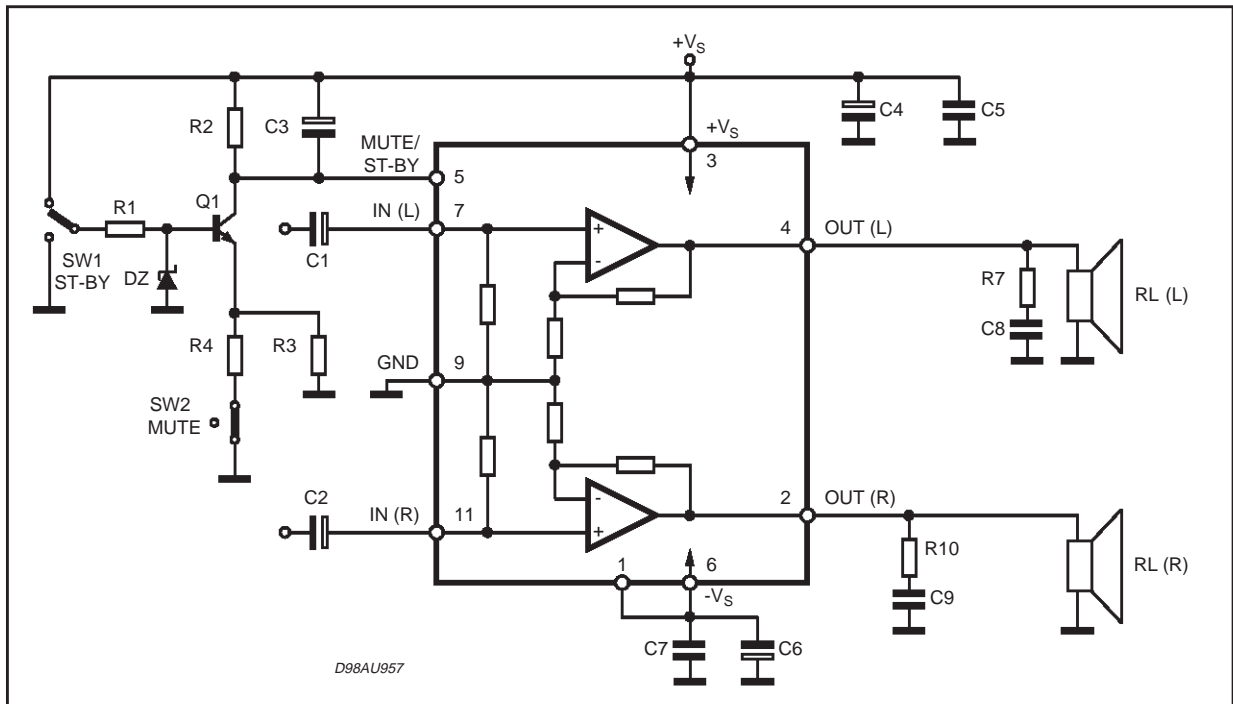 +VS
R2
C3
C4
C5
MUTE/
ST-BY
+VS
3
5
R1
Q1
IN (L)
7
4
OUT (L)
+
-
C1
SW1
ST-BY
DZ
R7
C8
RL (L)
R4
R3
GND
9
SW2
MUTE
C2
IN (R)
11
-
+
2
OUT (R)
R10
C9
RL (R)
1
6
-VS
C7
C6
D98AU957